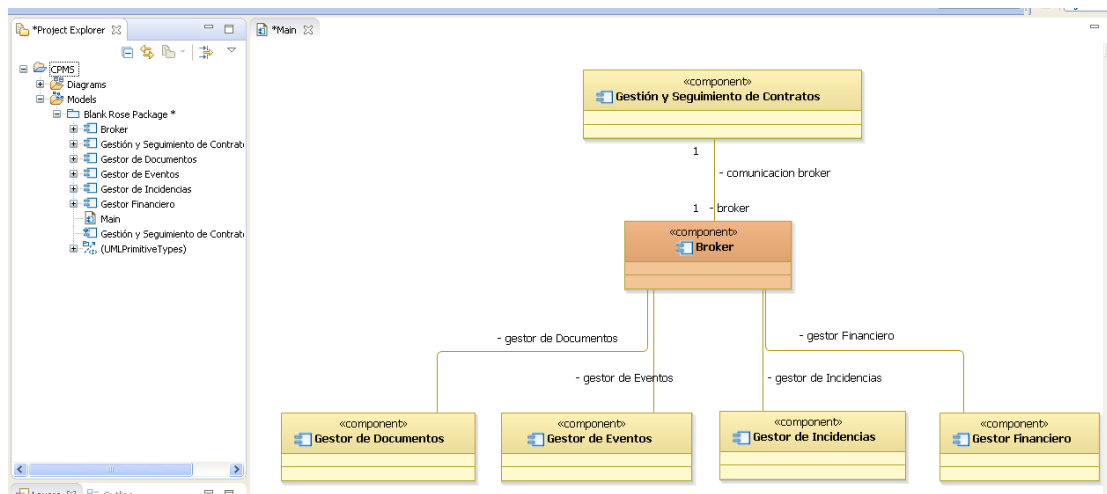 *Project Explorer
CPMS
Diagrams
Models
Blank Rose Package *
Broker
Gestión y Seguimiento de Contrat
Gestor de Documentos
Gestor de Eventos
Gestor de Incidencias
Gestor Financiero
Main
Gestión y Seguimiento de Contrat
(UMLPrimitiveTypes)
*Main
«component»
Gestión y Seguimiento de Contratos
1
- comunicacion broker
1 - broker
«component»
Broker
- gestor de Documentos
- gestor Financiero
- gestor de Eventos
- gestor de Incidencias
«component»
Gestor de Documentos
«component»
Gestor de Eventos
«component»
Gestor de Incidencias
«component»
Gestor Financiero